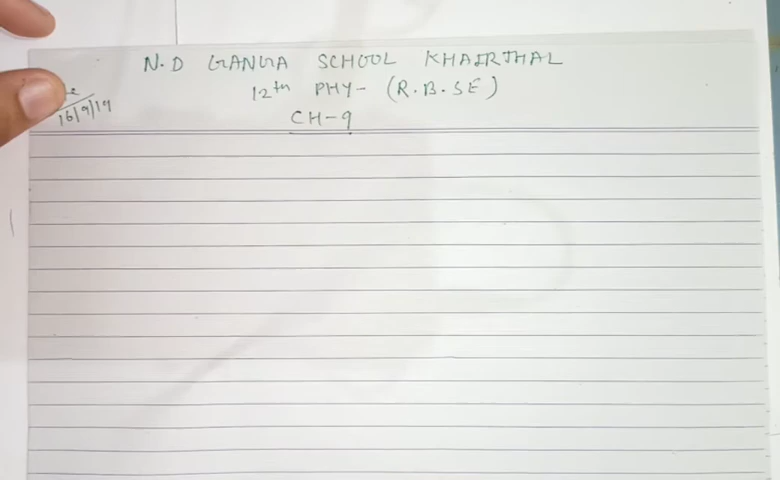 N.D GANGA SCHOOL KHAIRTHAL
12th PHY- (R.B.SE)
16/9/19
CH-9